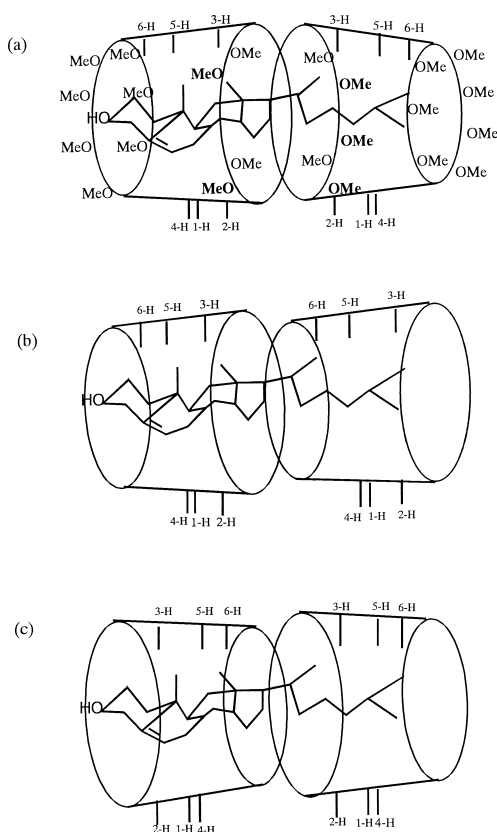 (a)
6-H 5-H 3-H 3-H 5-H 6-H
MeO MeO OMe MeO OMe OMe
MeO MeO MeO OMe OMe
HO OMe
MeO MeO OMe OMe
OMe MeO OMe OMe
MeO MeO OMe
4-H 1-H 2-H 2-H 1-H 4-H
(b)
6-H 5-H 3-H 6-H 5-H 3-H
HO
4-H 1-H 2-H 4-H 1-H 2-H
(c)
3-H 5-H 6-H 3-H 5-H 6-H
HO
2-H 1-H 4-H 2-H 1-H 4-H